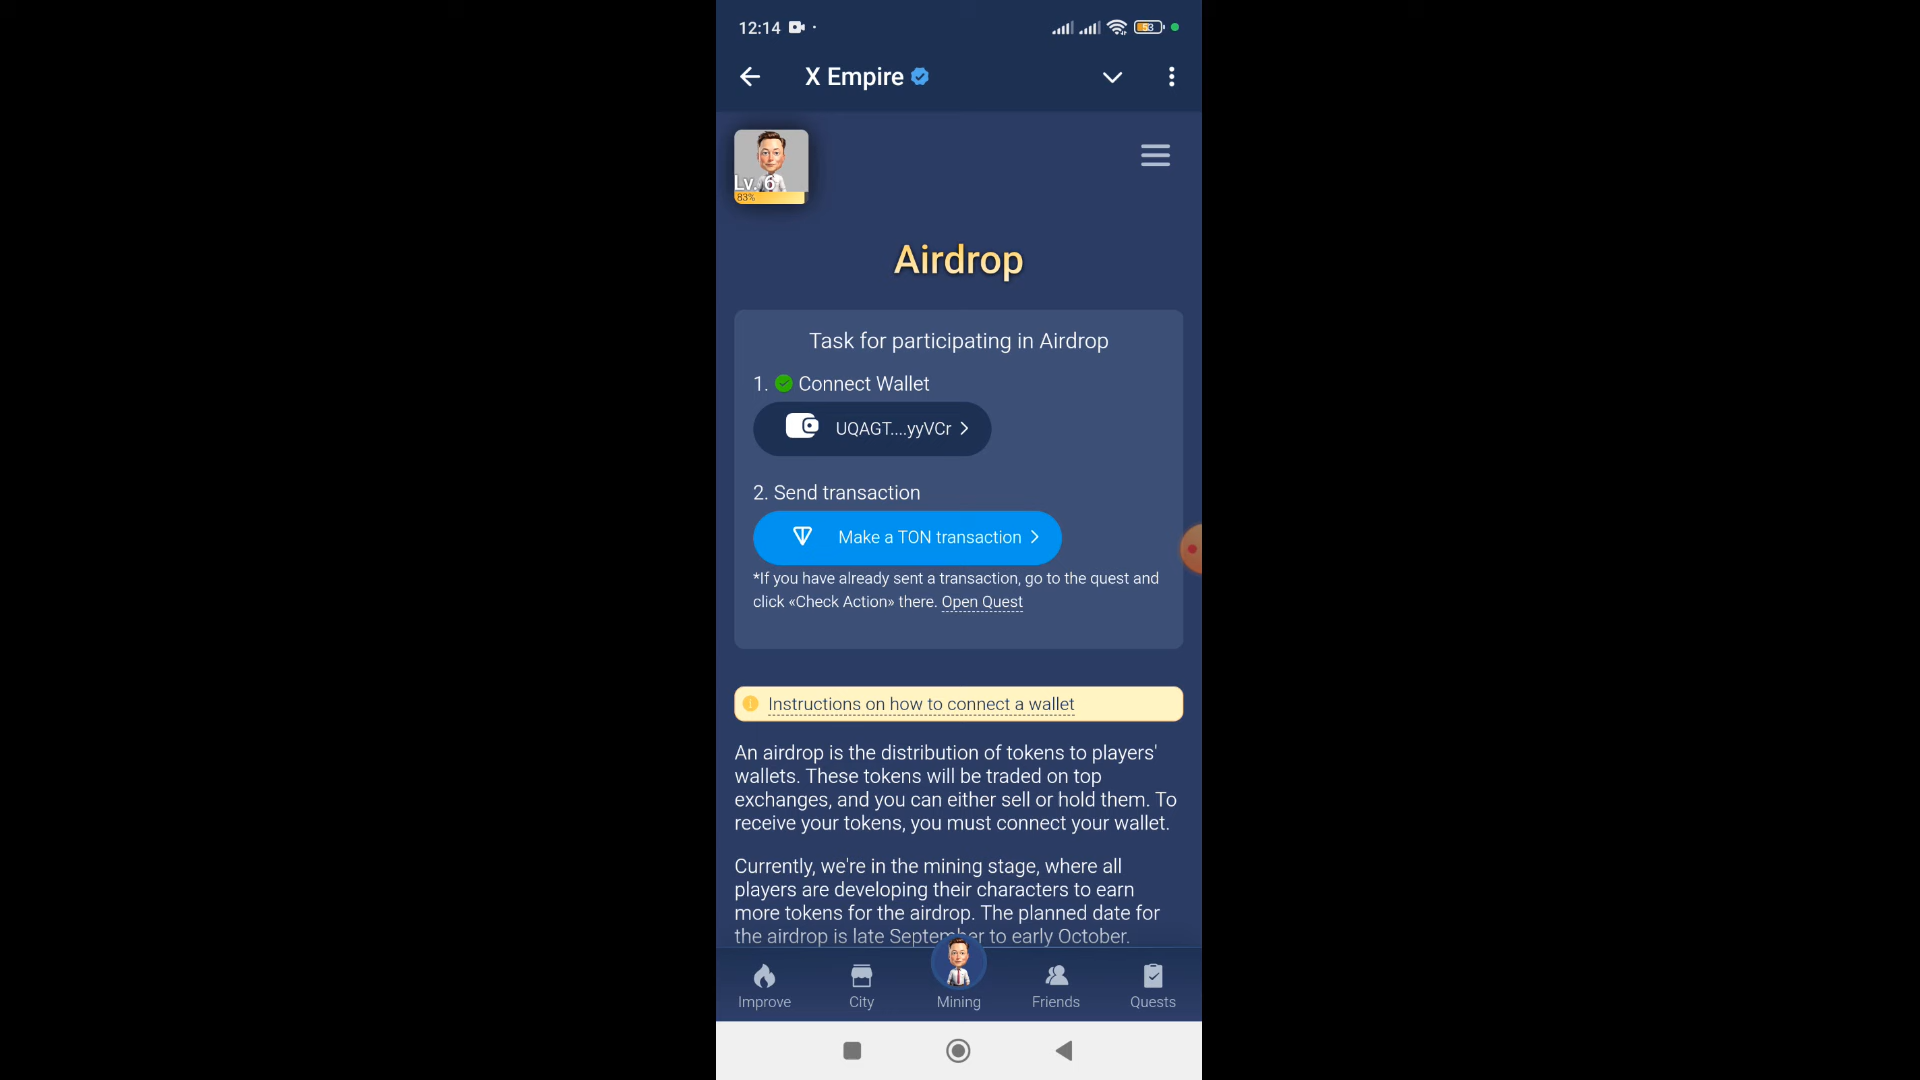 12:14
53
X Empire
Lv. 6
83%
Airdrop
Task for participating in Airdrop
1. Connect Wallet
UQAGT....yyVCr
2. Send transaction
Make a TON transaction
*If you have already sent a transaction, go to the quest and
click «Check Action» there. Open Quest
Instructions on how to connect a wallet
An airdrop is the distribution of tokens to players'
wallets. These tokens will be traded on top
exchanges, and you can either sell or hold them. To
receive your tokens, you must connect your wallet.
Currently, we're in the mining stage, where all
players are developing their characters to earn
more tokens for the airdrop. The planned date for
the airdrop is late September to early October.
Improve
City
Mining
Friends
Quests